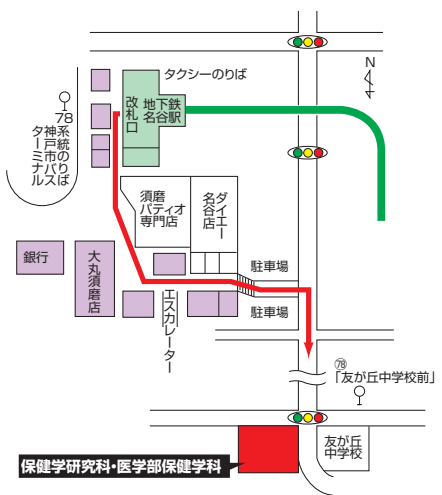 タクシーのりば
N
地下鉄
名谷駅
改札口
78系統のりば
神戸市バス
ターミナル
須磨
パティオ
専門店
ダイエー
名谷店
銀行
大丸須磨店
駐車場
駐車場
エスカレーター
㊆
「友が丘中学校前」
友が丘
中学校
保健学研究科・医学部保健学科